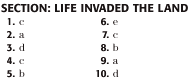 SECTION: LIFE INVADED THE LAND
1. c
2. a
3. d
4. c
5. b
6. e
7. c
8. b
9. a
10. d